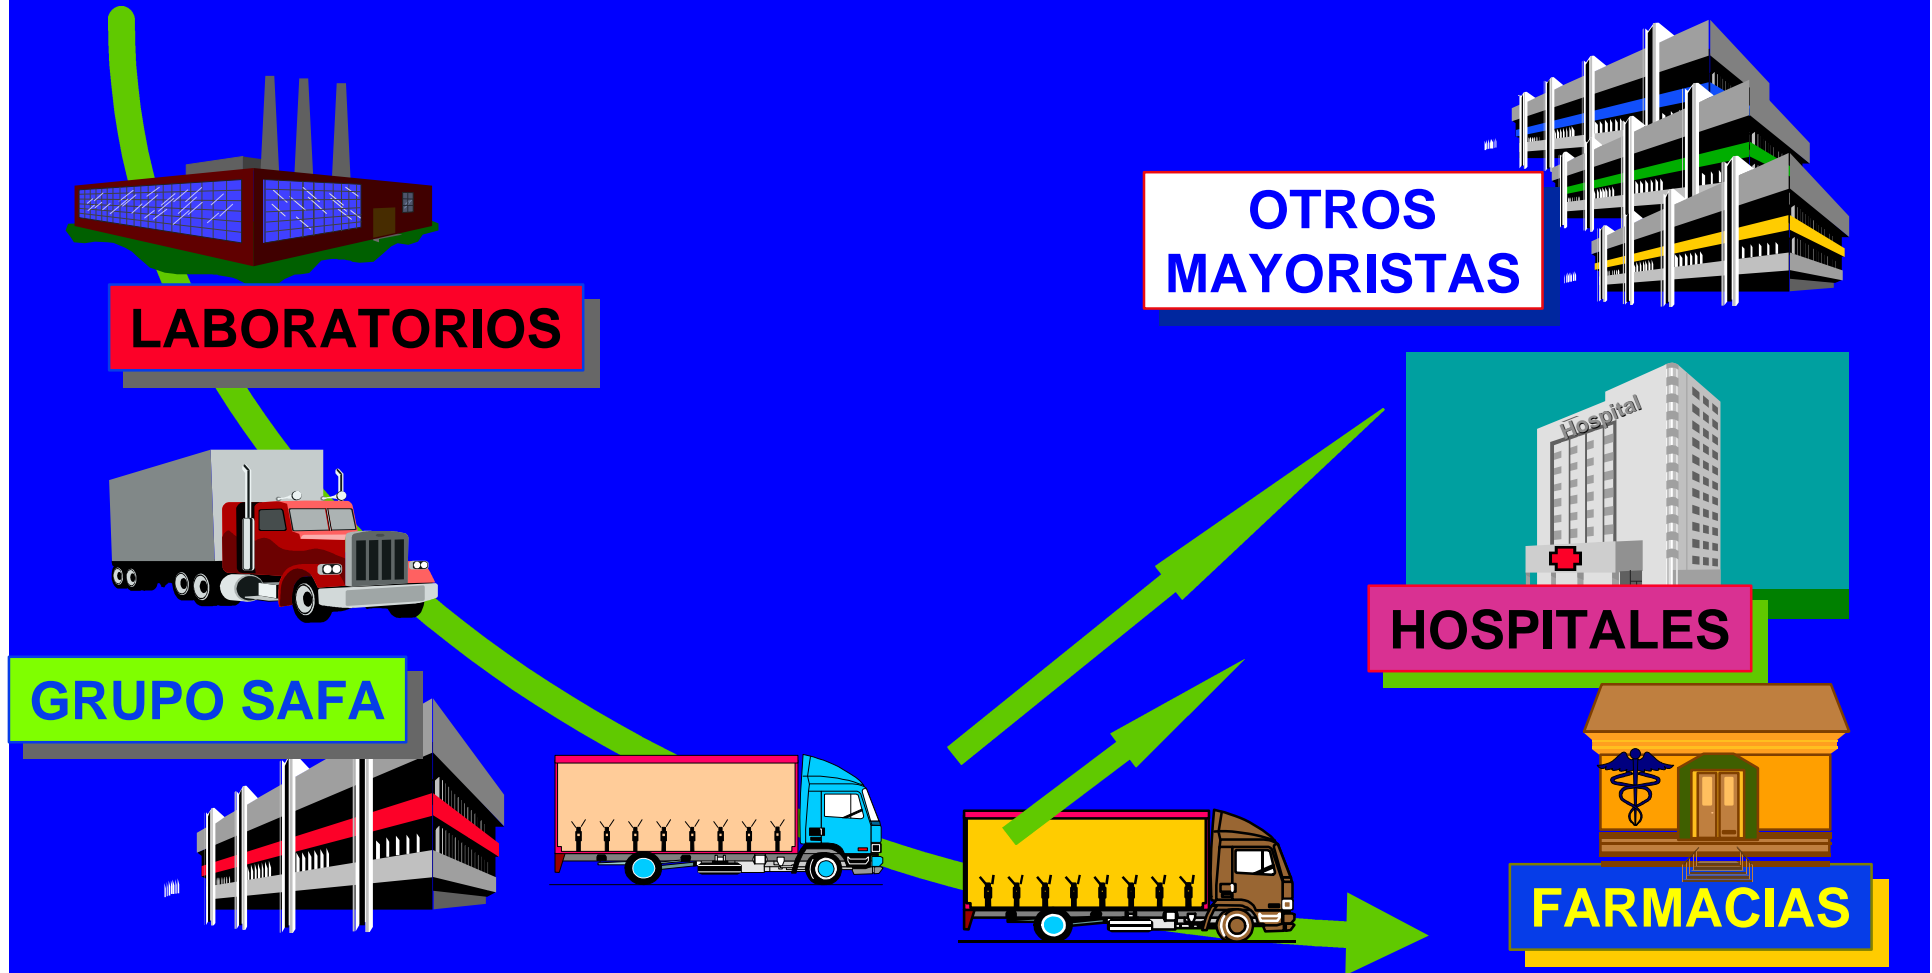 LABORATORIOS
GRUPO SAFA
OTROS
MAYORISTAS
Hospital
HOSPITALES
FARMACIAS